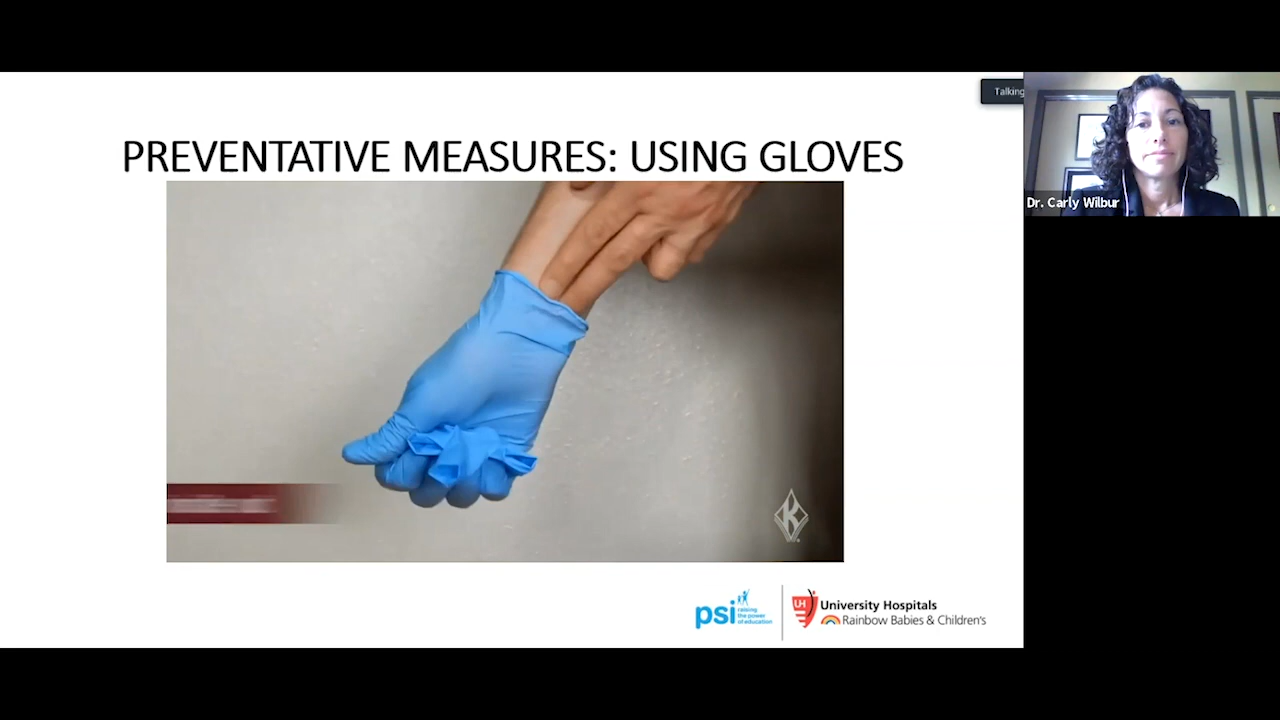 Talking
PREVENTATIVE MEASURES: USING GLOVES
Dr. Carly Wilbur
K
psi raising
the power
of education
UH University Hospitals
Rainbow Babies & Children's